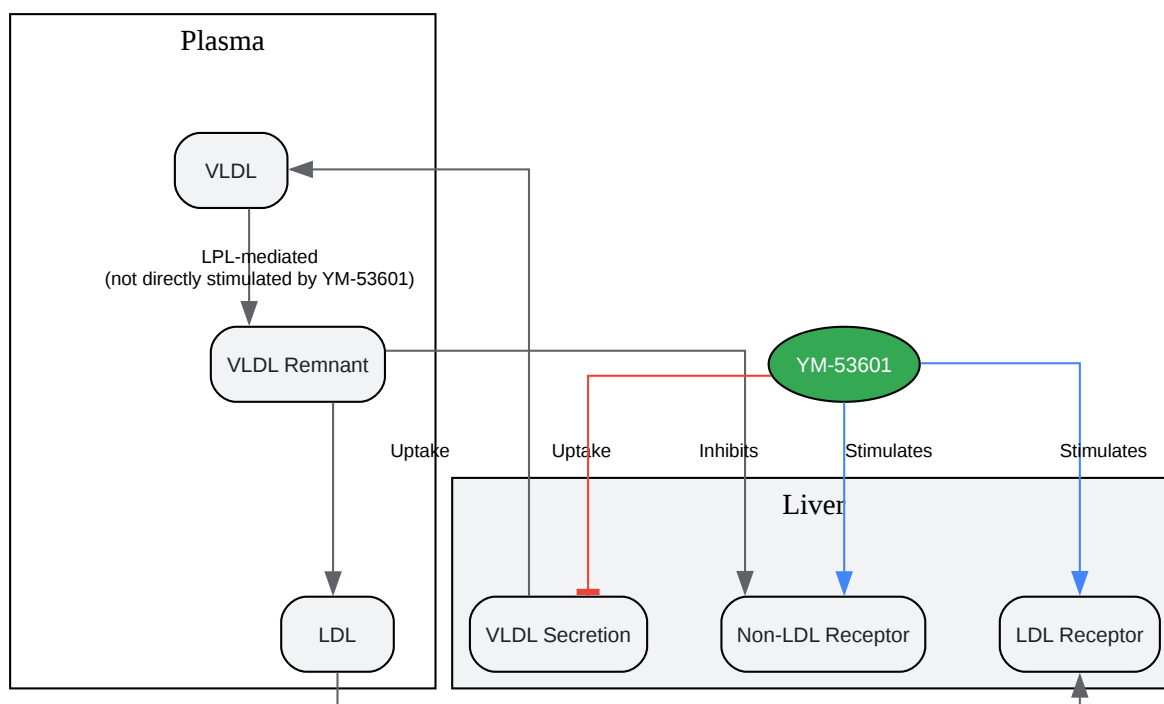 Plasma
VLDL
LPL-mediated
(not directly stimulated by YM-53601)
VLDL Remnant
YM-53601
Uptake
Uptake
Inhibits
Stimulates
Stimulates
Liver
LDL
VLDL Secretion
Non-LDL Receptor
LDL Receptor